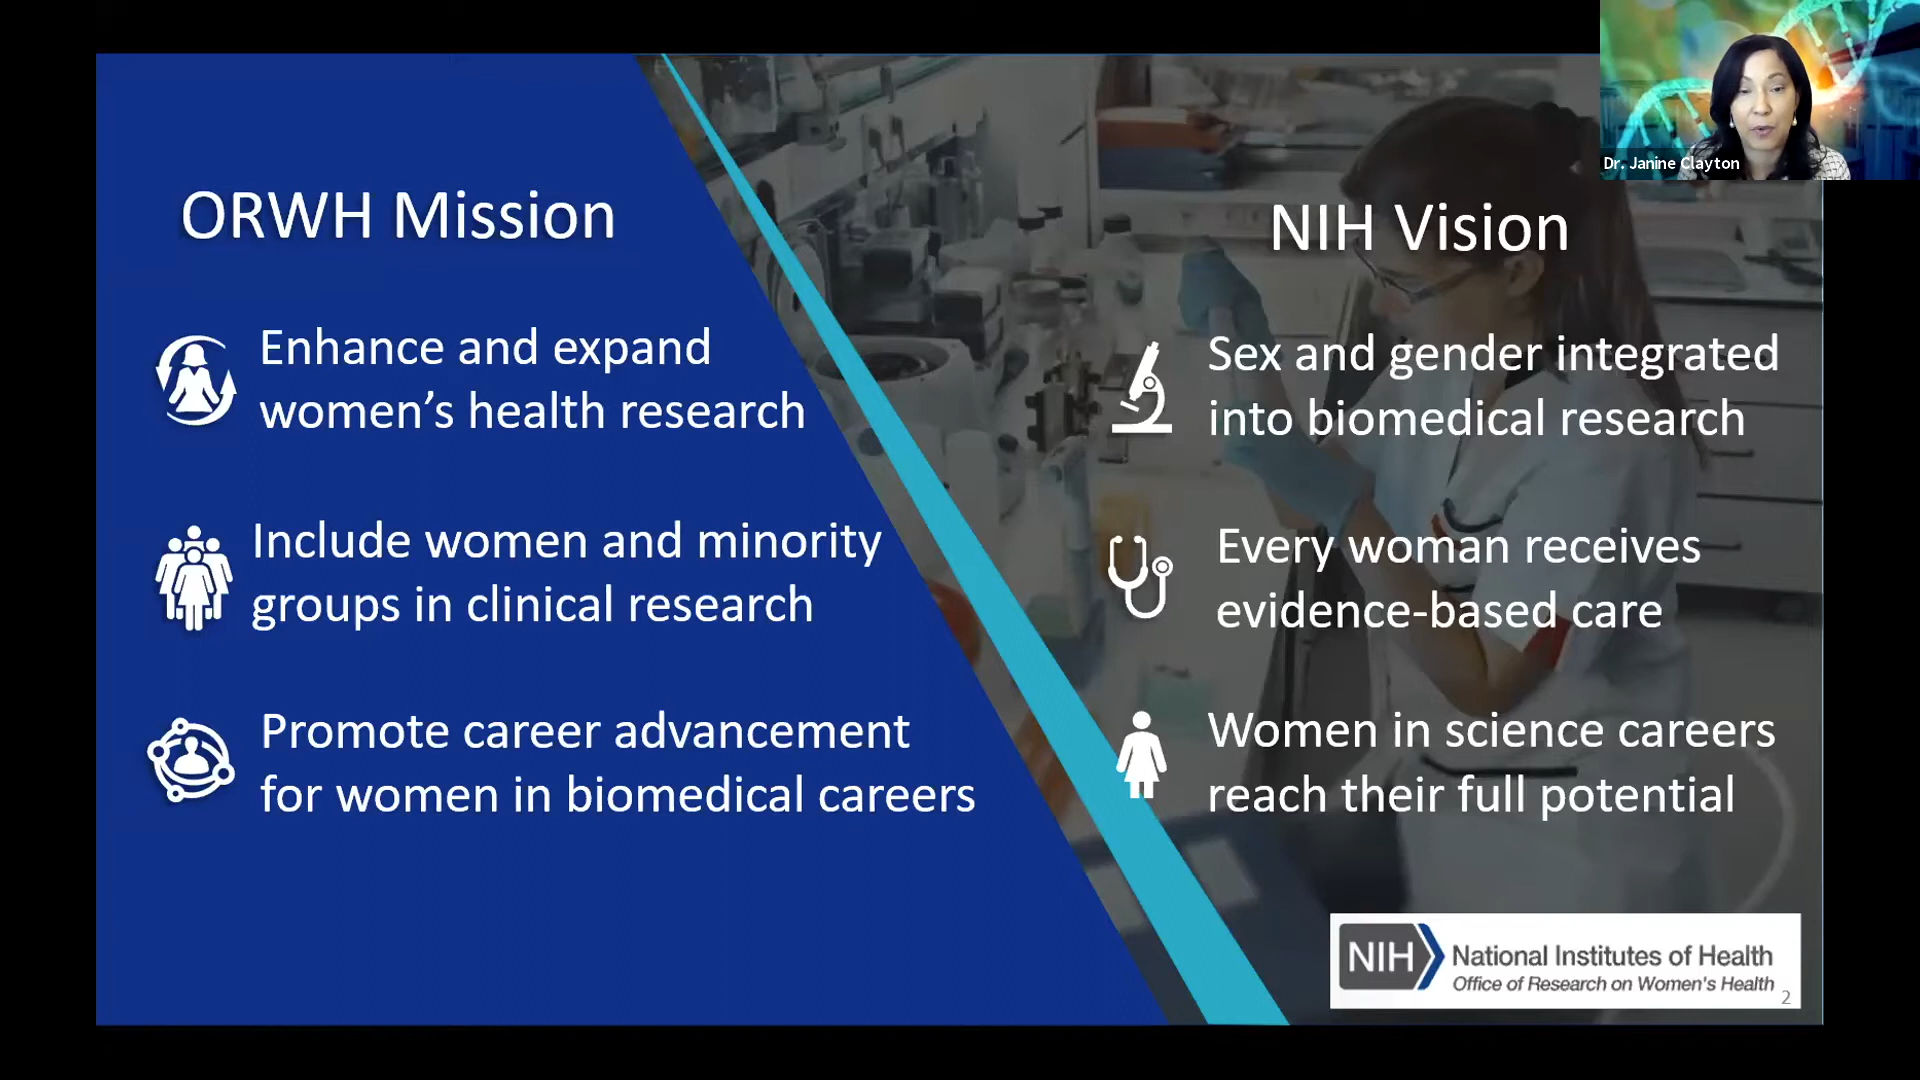 Dr. Janine Clayton
ORWH Mission
Enhance and expand
women’s health research
Include women and minority
groups in clinical research
Promote career advancement
for women in biomedical careers
NIH Vision
Sex and gender integrated
into biomedical research
Every woman receives
evidence-based care
Women in science careers
reach their full potential
NIH
National Institutes of Health
Office of Research on Women's Health
2